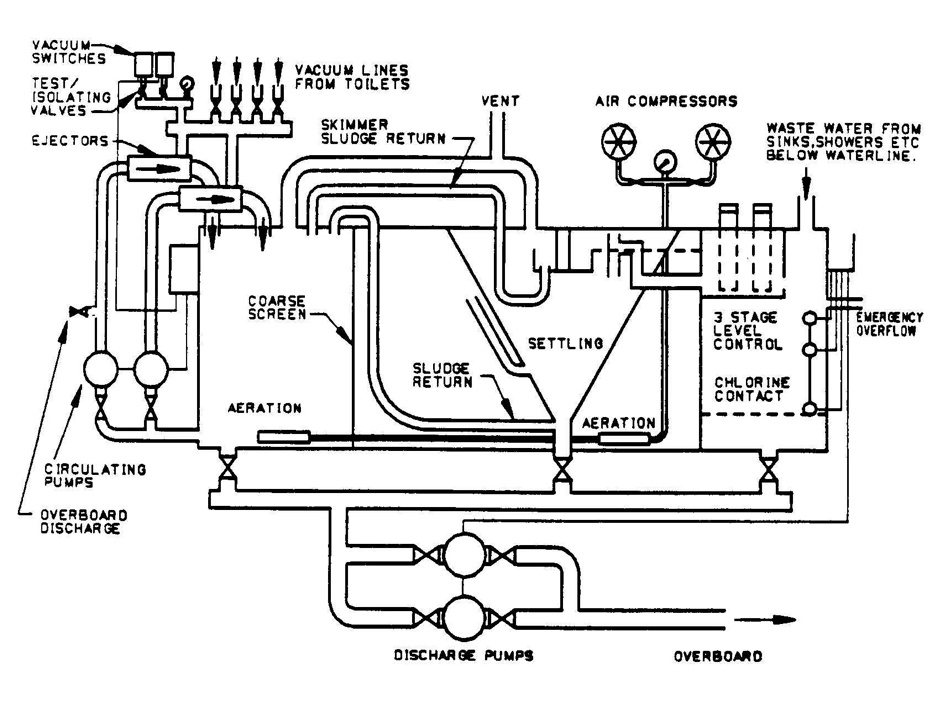 VACUUM
SWITCHES
TEST/
ISOLATING
VALVES
EJECTORS
VACUUM LINES
FROM TOILETS
SKIMMER
SLUDGE RETURN
VENT
AIR COMPRESSORS
WASTE WATER FROM
SINKS,SHOWERS ETC
BELOW WATERLINE.
COARSE
SCREEN
SETTLING
3 STAGE
LEVEL
CONTROL
EMERGENCY
OVERFLOW
SLUDGE
RETURN
CHLORINE
CONTACT
AERATION
AERATION
CIRCULATING
PUMPS
OVERBOARD
DISCHARGE
DISCHARGE PUMPS
OVERBOARD